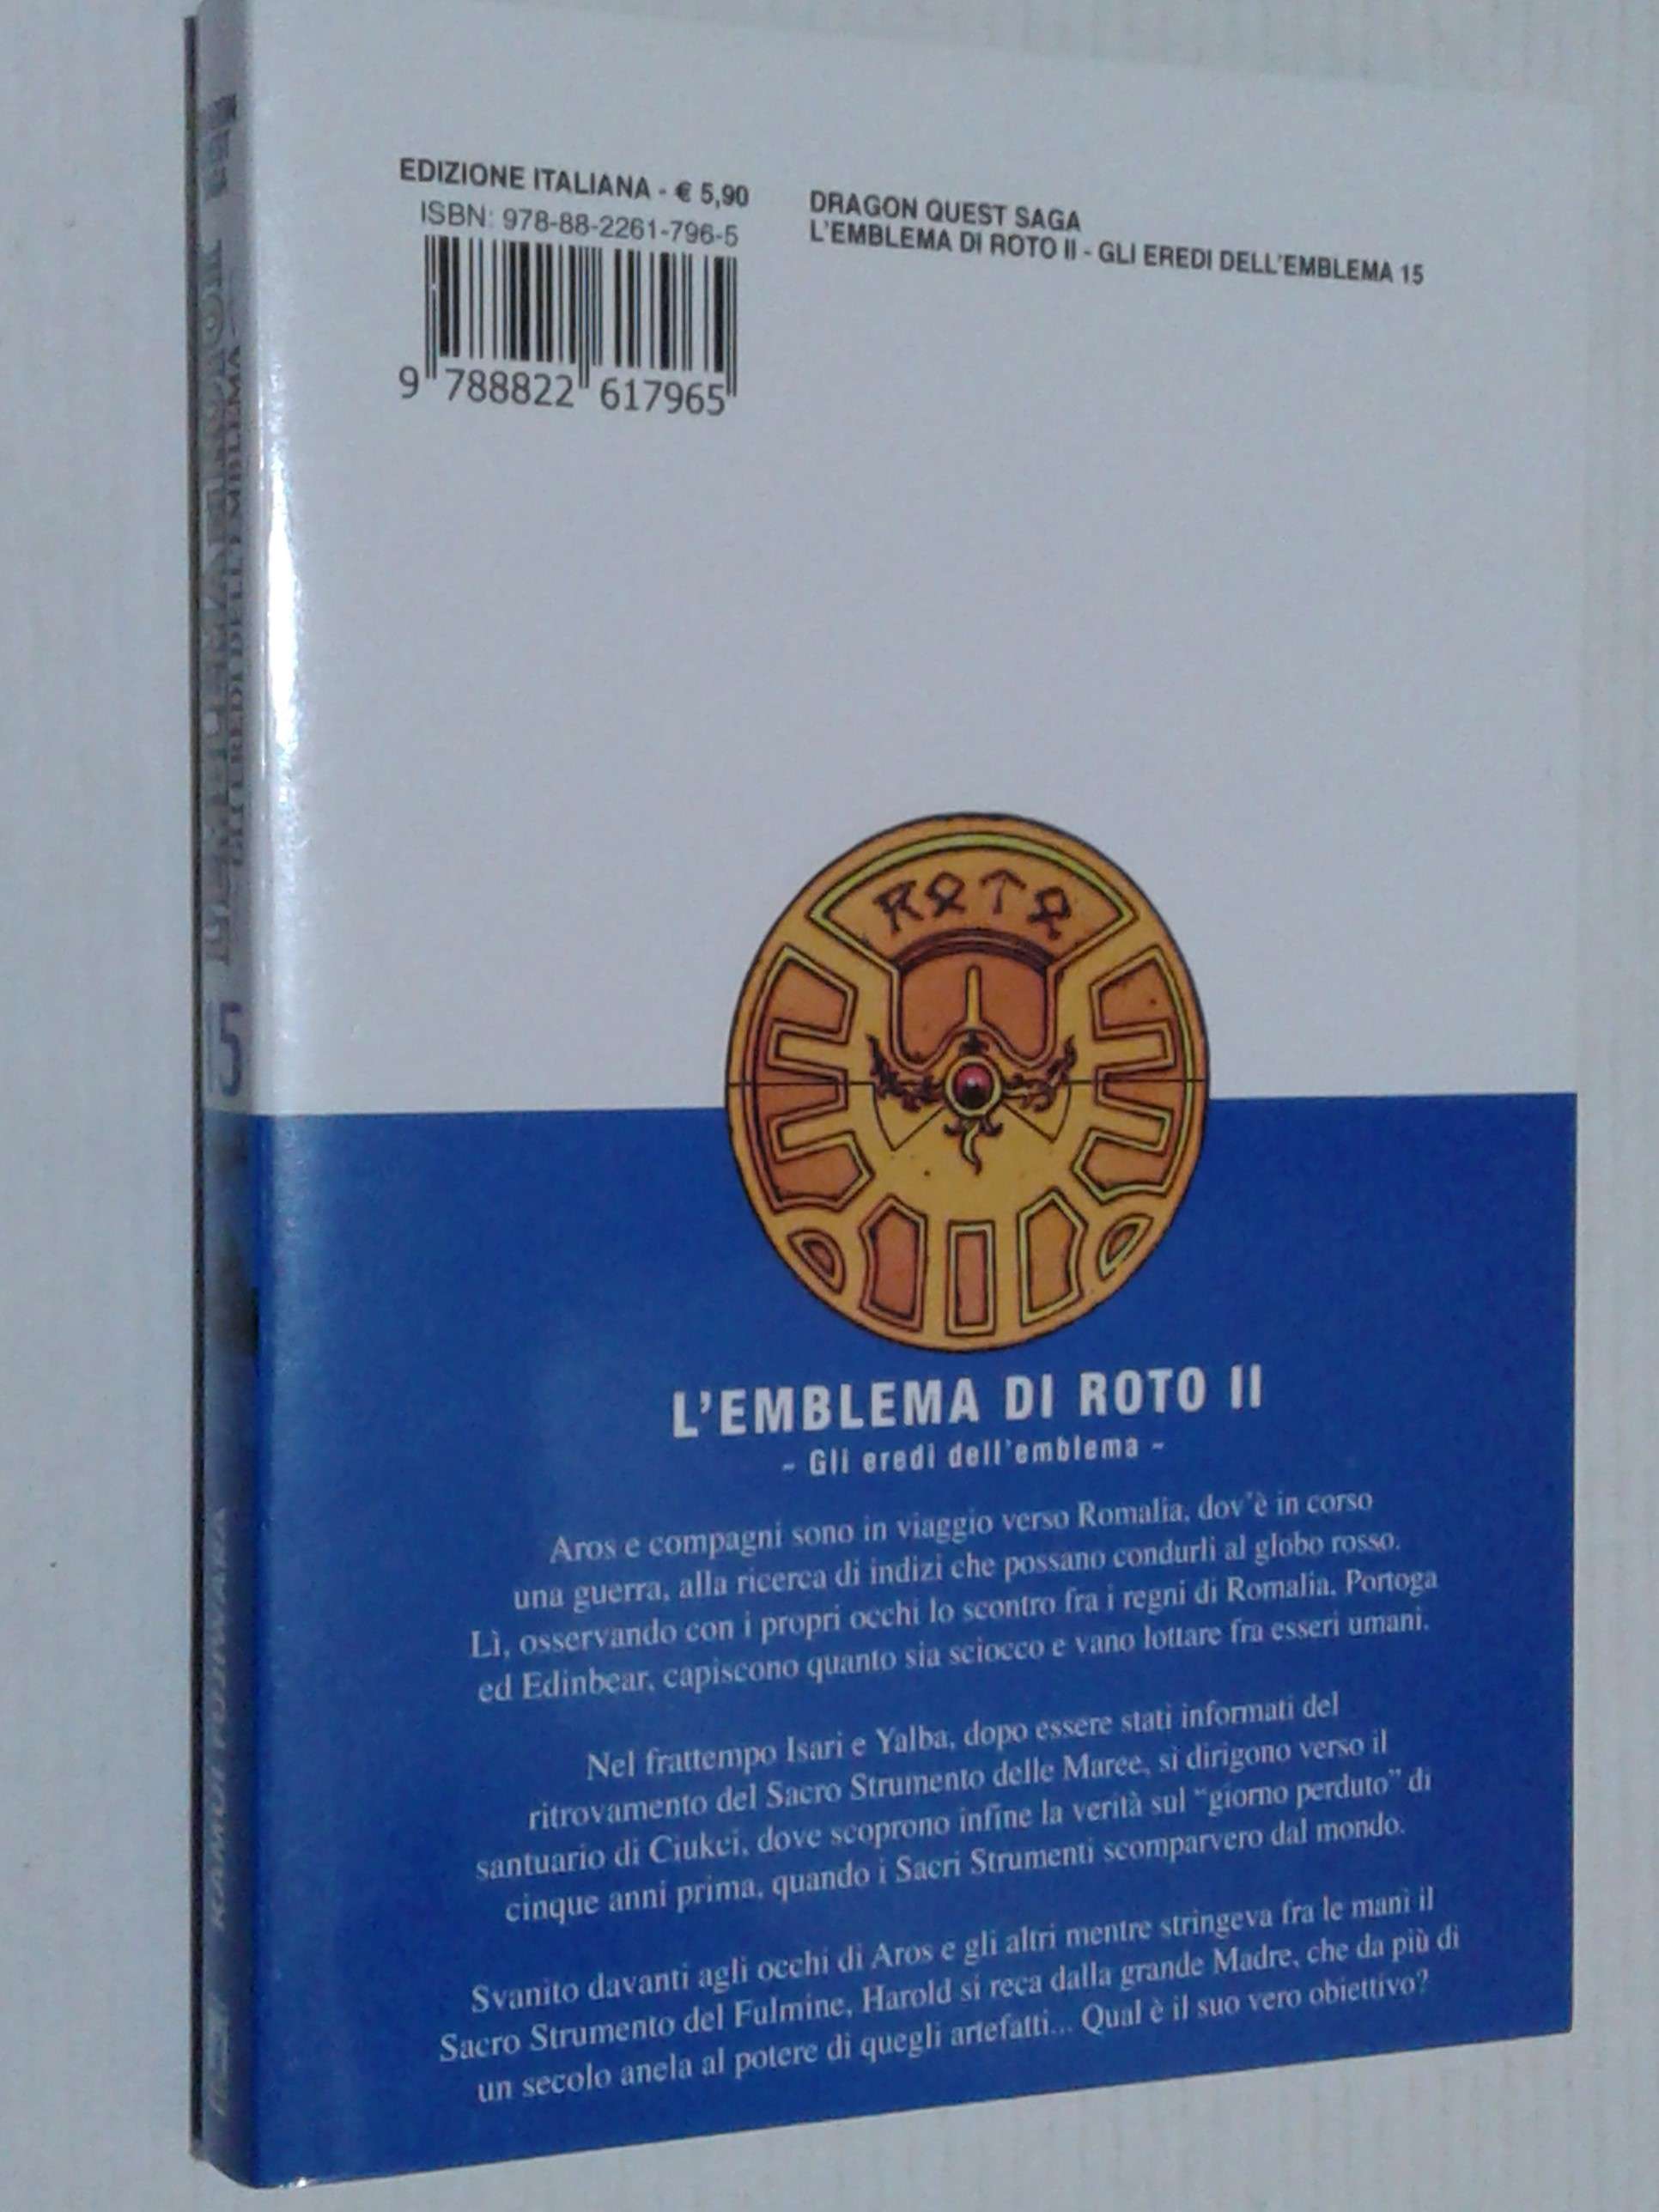 EDIZIONE ITALIANA - € 5,90
ISBN: 978-88-2261-796-5
9 788822 617965
DRAGON QUEST SAGA
L'EMBLEMA DI ROTO II - GLI EREDI DELL'EMBLEMA 15
ROTO
L'EMBLEMA DI ROTO II
- Gli eredi dell'emblema -
Aros e compagni sono in viaggio verso Romalia, dov'è in corso
una guerra, alla ricerca di indizi che possano condurli al globo rosso.
Lì, osservando con i propri occhi lo scontro fra i regni di Romalia, Portoga
ed Edinbear, capiscono quanto sia sciocco e vano lottare fra esseri umani.
Nel frattempo Isari e Yalba, dopo essere stati informati del
ritrovamento del Sacro Strumento delle Maree, si dirigono verso il
santuario di Ciukci, dove scoprono infine la verità sul "giorno perduto" di
cinque anni prima, quando i Sacri Strumenti scomparvero dal mondo.
Svanito davanti agli occhi di Aros e gli altri mentre stringeva fra le mani il
Sacro Strumento del Fulmine, Harold si reca dalla grande Madre, che da più di
un secolo anela al potere di quegli artefatti... Qual è il suo vero obiettivo?
GLI EREDI DELL'EMBLEMA
KAMUI FUJIWARA